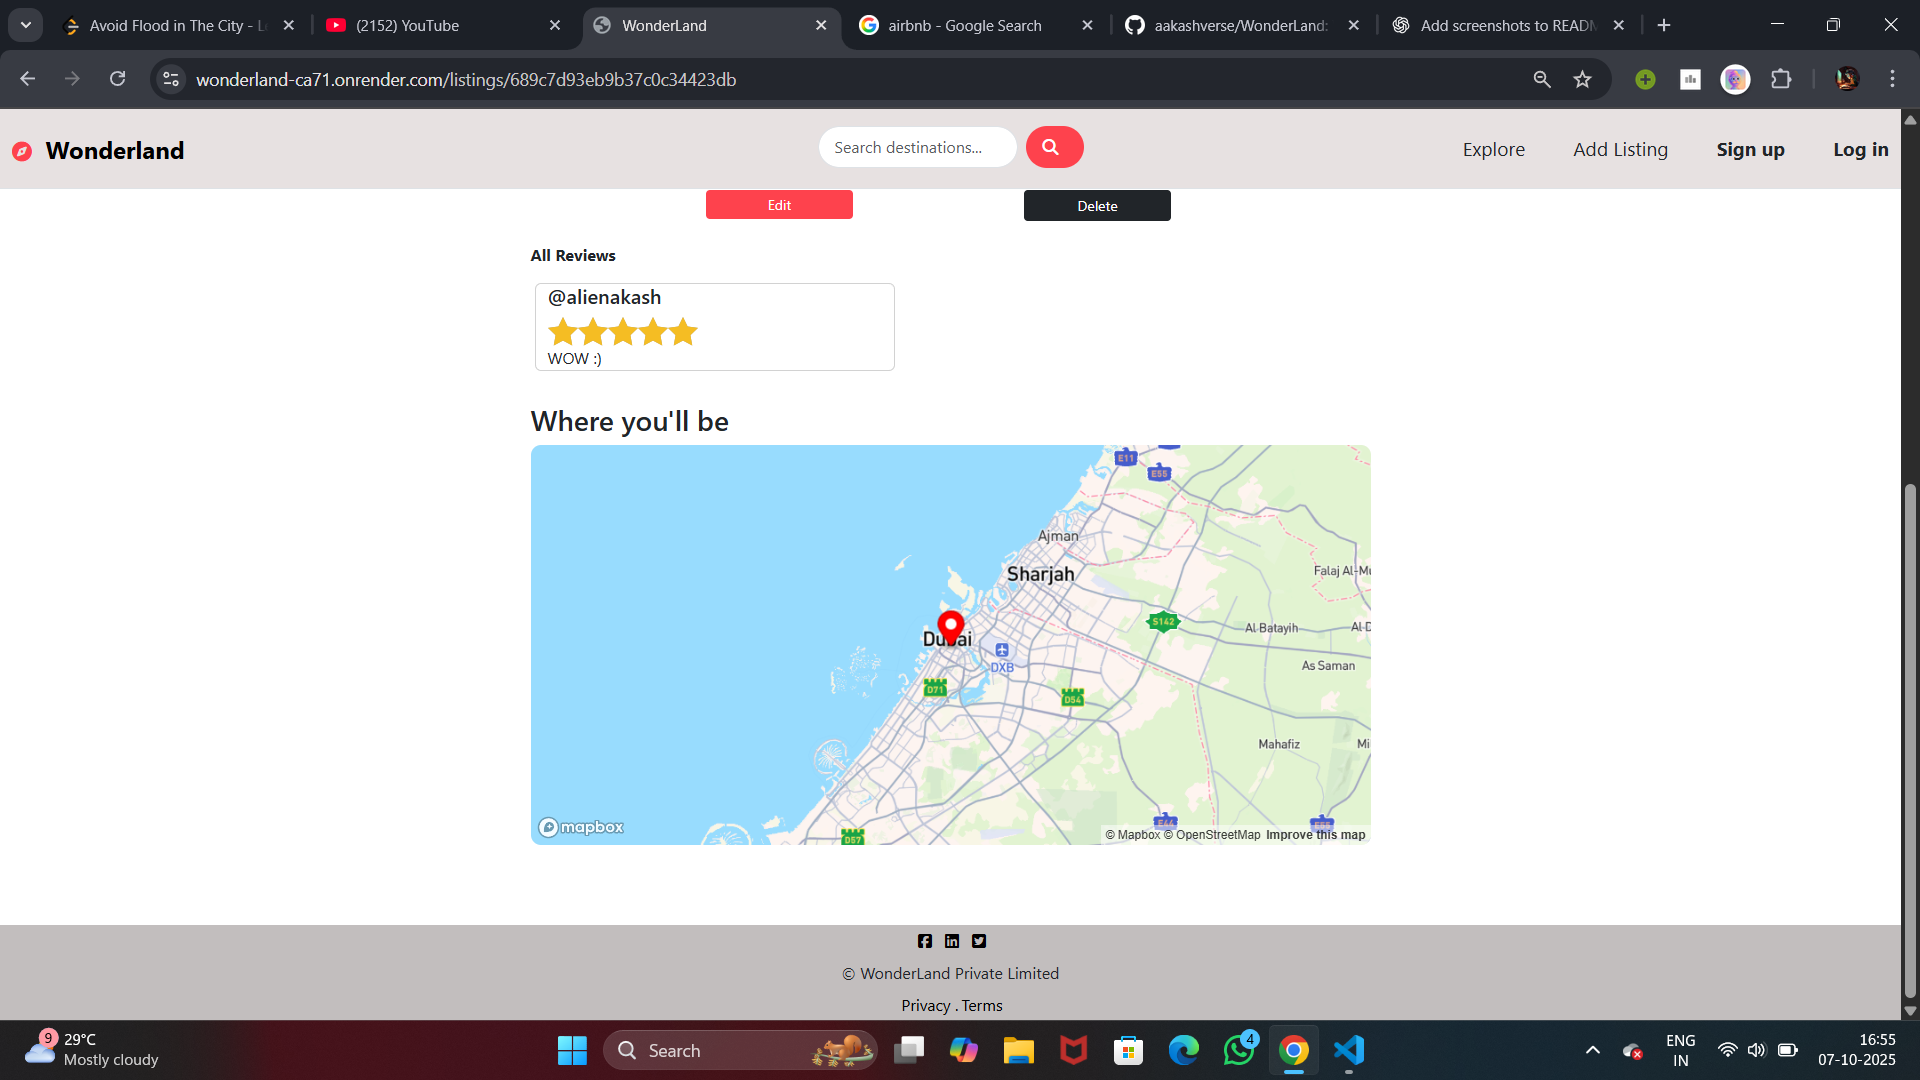 Avoid Flood in The City - L
(2152) YouTube
WonderLand
airbnb - Google Search
aakashverse/WonderLand:
Add screenshots to READM
wonderland-ca71.onrender.com/listings/689c7d93eb9b37c0c34423db
Wonderland
Search destinations...
Explore
Add Listing
Sign up
Log in
Edit
Delete
All Reviews
@alienakash
WOW :)
Where you'll be
E11
E55
Ajman
Sharjah
Falaj Al-Mu
S142
Al Batayih
Al D
Dubai
As Saman
DXB
D71
D54
Mahafiz
Mi
mapbox
E44
D57
© Mapbox © OpenStreetMap Improve this map
© WonderLand Private Limited
Privacy . Terms
9
29°C
Mostly cloudy
Search
4
ENG
IN
16:55
07-10-2025